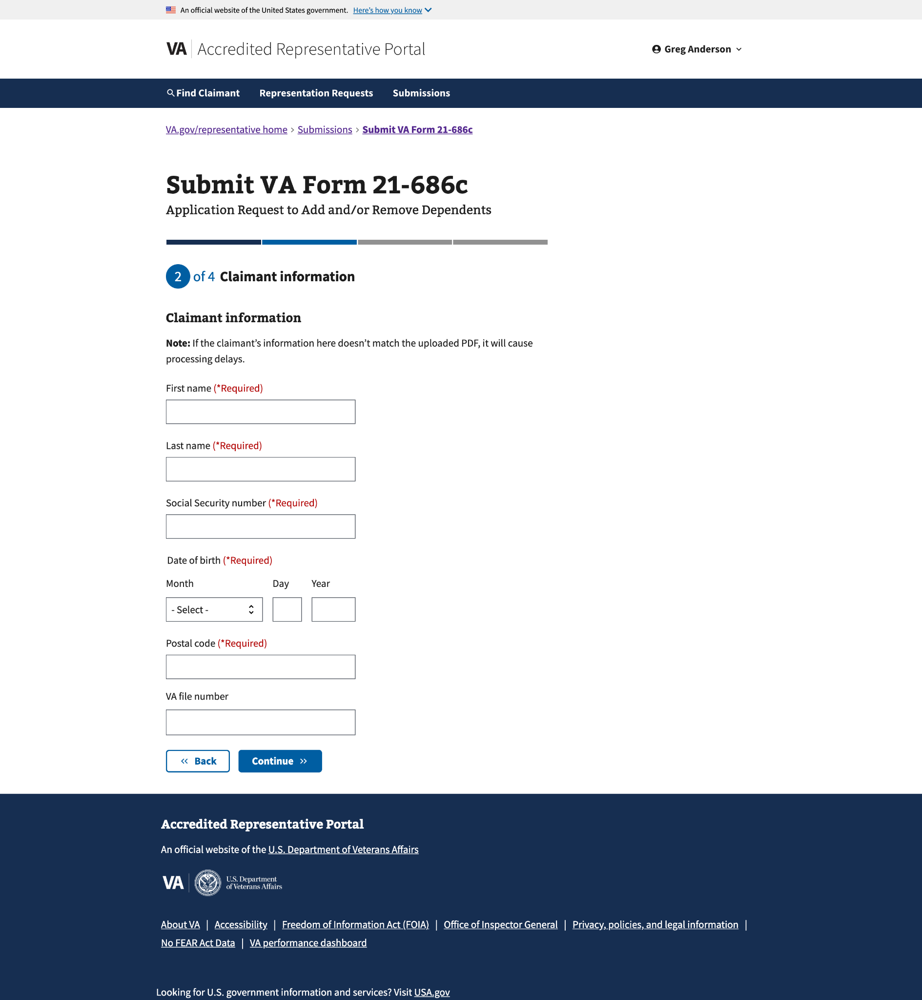 An official website of the United States government. Here's how you know
VA Accredited Representative Portal
Greg Anderson
Find Claimant Representation Requests Submissions
VA.gov/representative home › Submissions › Submit VA Form 21-686c
Submit VA Form 21-686c
Application Request to Add and/or Remove Dependents
2 of 4 Claimant information
Claimant information
Note: If the claimant’s information here doesn’t match the uploaded PDF, it will cause
processing delays.
First name (*Required)
Last name (*Required)
Social Security number (*Required)
Date of birth (*Required)
Month Day Year
- Select -
Postal code (*Required)
VA file number
« Back Continue »
Accredited Representative Portal
An official website of the U.S. Department of Veterans Affairs
VA U.S. Department
of Veterans Affairs
About VA | Accessibility | Freedom of Information Act (FOIA) | Office of Inspector General | Privacy, policies, and legal information |
No FEAR Act Data | VA performance dashboard
Looking for U.S. government information and services? Visit USA.gov